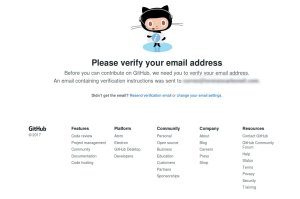 Please verify your email address
Before you can contribute on GitHub, we need you to verify your email address.
An email containing verification instructions was sent to
Didn't get the email? Resend verification email or change your email settings.
GitHub
©2017
Features
Code review
Project management
Community
Documentation
Code hosting
Platform
Atom
Electron
GitHub Desktop
Developers
Community
Personal
Open source
Business
Education
Customers
Partners
Sponsorships
Company
About
Blog
Careers
Press
Shop
Resources
Contact GitHub
GitHub Community
Forum
Help
Status
Terms
Privacy
Security
Training